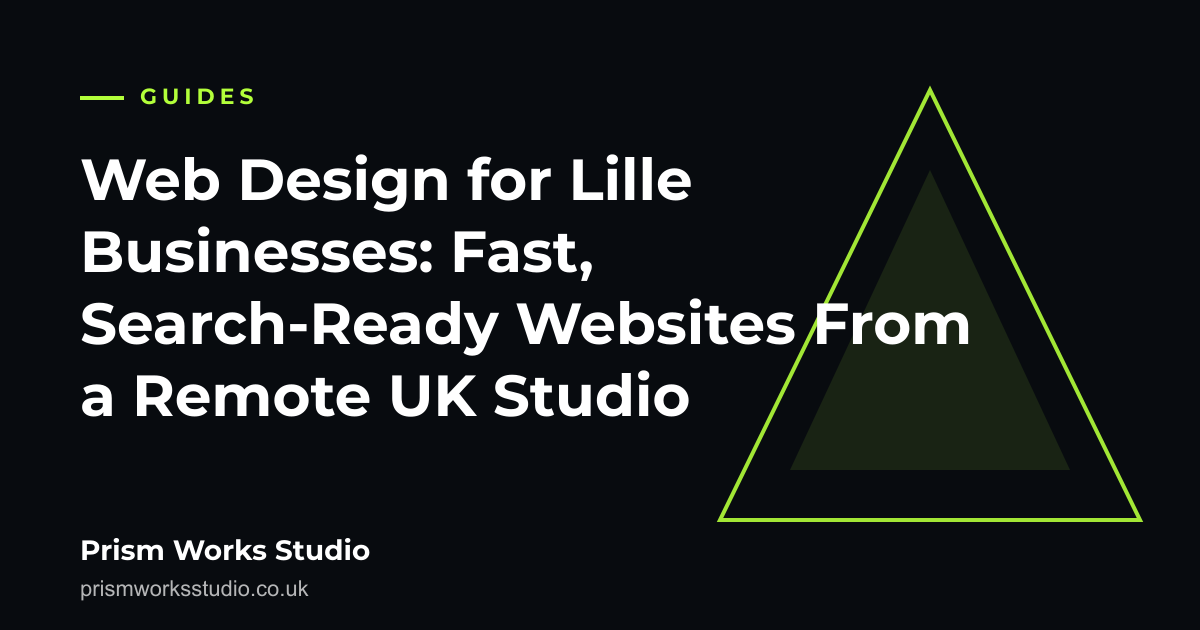 GUIDES
Web Design for Lille
Businesses: Fast,
Search-Ready Websites From
a Remote UK Studio
Prism Works Studio
prismworksstudio.co.uk